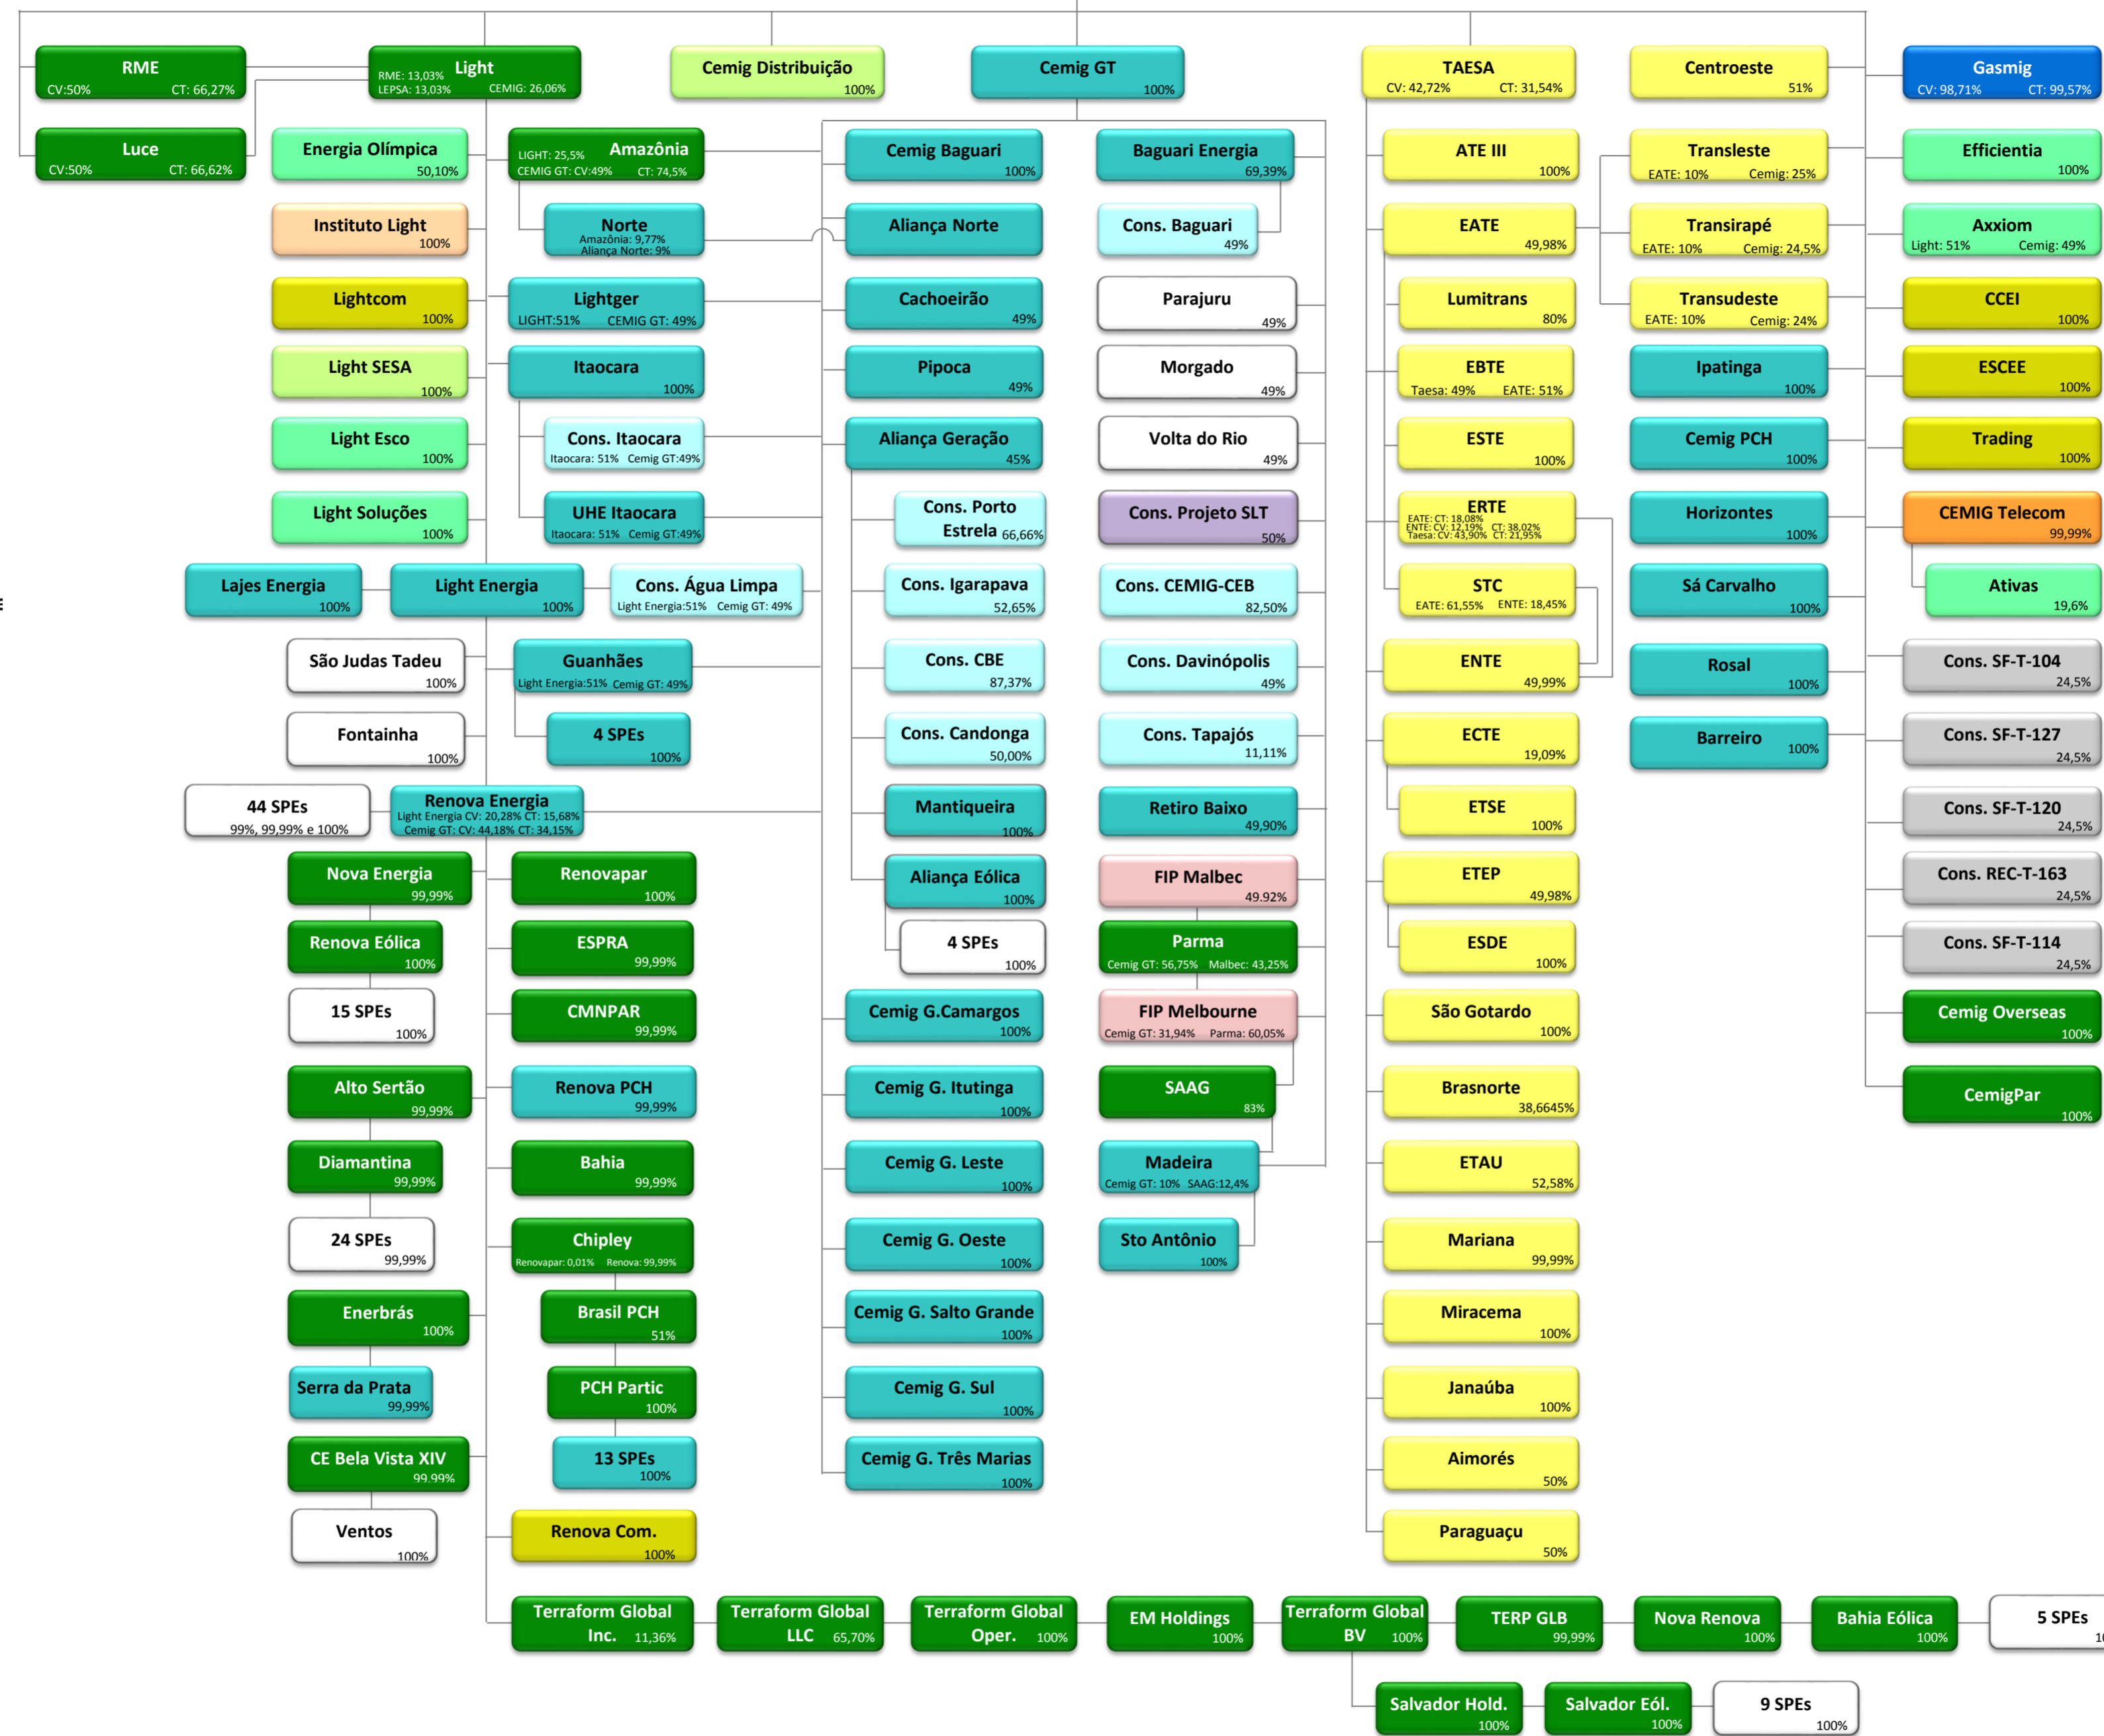 RME
CV:50% CT: 66,27%
Light
RME: 13,03%
LEPSA: 13,03% CEMIG: 26,06%
Cemig Distribuição
100%
Cemig GT
100%
TAESA
CV: 42,72% CT: 31,54%
Centroeste
51%
Gasmig
CV: 98,71% CT: 99,57%
Luce
CV:50% CT: 66,62%
Energia Olímpica
50,10%
Amazônia
LIGHT: 25,5%
CEMIG GT: CV:49% CT: 74,5%
Cemig Baguari
100%
Baguari Energia
69,39%
ATE III
100%
Transleste
EATE: 10% Cemig: 25%
Efficientia
100%
Instituto Light
100%
Norte
Amazônia: 9,77%
Aliança Norte: 9%
Aliança Norte
Cons. Baguari
49%
EATE
49,98%
Transirapé
EATE: 10% Cemig: 24,5%
Axxiom
Light: 51% Cemig: 49%
Lightcom
100%
Lightger
LIGHT:51% CEMIG GT: 49%
Cachoeirão
49%
Parajuru
49%
Lumitrans
80%
Transudeste
EATE: 10% Cemig: 24%
CCEI
100%
Light SESA
100%
Itaocara
100%
Pipoca
49%
Morgado
49%
EBTE
Taesa: 49% EATE: 51%
Ipatinga
100%
ESCEE
100%
Light Esco
100%
Cons. Itaocara
Itaocara: 51% Cemig GT:49%
Aliança Geração
45%
Volta do Rio
49%
ESTE
100%
Cemig PCH
100%
Trading
100%
Light Soluções
100%
UHE Itaocara
Itaocara: 51% Cemig GT:49%
Cons. Porto
Estrela 66,66%
Cons. Projeto SLT
50%
ERTE
EATE: CT: 18,08%
ENTE: CV: 12,19% CT: 38,02%
Taesa: CV: 43,90% CT: 21,95%
Horizontes
100%
CEMIG Telecom
99,99%
Lajes Energia
100%
Light Energia
100%
Cons. Água Limpa
Light Energia:51% Cemig GT: 49%
Cons. Igarapava
52,65%
Cons. CEMIG-CEB
82,50%
STC
EATE: 61,55% ENTE: 18,45%
Sá Carvalho
100%
Ativas
19,6%
São Judas Tadeu
100%
Guanhães
Light Energia:51% Cemig GT: 49%
Cons. CBE
87,37%
Cons. Davinópolis
49%
ENTE
49,99%
Rosal
100%
Cons. SF-T-104
24,5%
Fontainha
100%
4 SPEs
100%
Cons. Candonga
50,00%
Cons. Tapajós
11,11%
ECTE
19,09%
Barreiro
100%
Cons. SF-T-127
24,5%
44 SPEs
99%, 99,99% e 100%
Renova Energia
Light Energia CV: 20,28% CT: 15,68%
Cemig GT: CV: 44,18% CT: 34,15%
Mantiqueira
100%
Retiro Baixo
49,90%
ETSE
100%
Cons. SF-T-120
24,5%
Nova Energia
99,99%
Renovapar
100%
Aliança Eólica
100%
FIP Malbec
49.92%
ETEP
49,98%
Cons. REC-T-163
24,5%
Renova Eólica
100%
ESPRA
99,99%
4 SPEs
100%
Parma
Cemig GT: 56,75% Malbec: 43,25%
ESDE
100%
Cons. SF-T-114
24,5%
15 SPEs
100%
CMNPAR
99,99%
Cemig G.Camargos
100%
FIP Melbourne
Cemig GT: 31,94% Parma: 60,05%
São Gotardo
100%
Cemig Overseas
100%
Alto Sertão
99,99%
Renova PCH
99,99%
Cemig G. Itutinga
100%
SAAG
83%
Brasnorte
38,6645%
CemigPar
100%
Diamantina
99,99%
Bahia
99,99%
Cemig G. Leste
100%
Madeira
Cemig GT: 10% SAAG:12,4%
ETAU
52,58%
24 SPEs
99,99%
Chipley
Renovapar: 0,01% Renova: 99,99%
Cemig G. Oeste
100%
Sto Antônio
100%
Mariana
99,99%
Enerbrás
100%
Brasil PCH
51%
Cemig G. Salto Grande
100%
Miracema
100%
Serra da Prata
99,99%
PCH Partic
100%
Cemig G. Sul
100%
Janaúba
100%
CE Bela Vista XIV
99.99%
13 SPEs
100%
Cemig G. Três Marias
100%
Aimorés
50%
Ventos
100%
Renova Com.
100%
Paraguaçu
50%
Terraform Global
Inc. 11,36%
Terraform Global
LLC 65,70%
Terraform Global
Oper. 100%
EM Holdings
100%
Terraform Global
BV 100%
TERP GLB
99,99%
Nova Renova
100%
Bahia Eólica
100%
5 SPEs
Salvador Hold.
100%
Salvador Eól.
100%
9 SPEs
100%